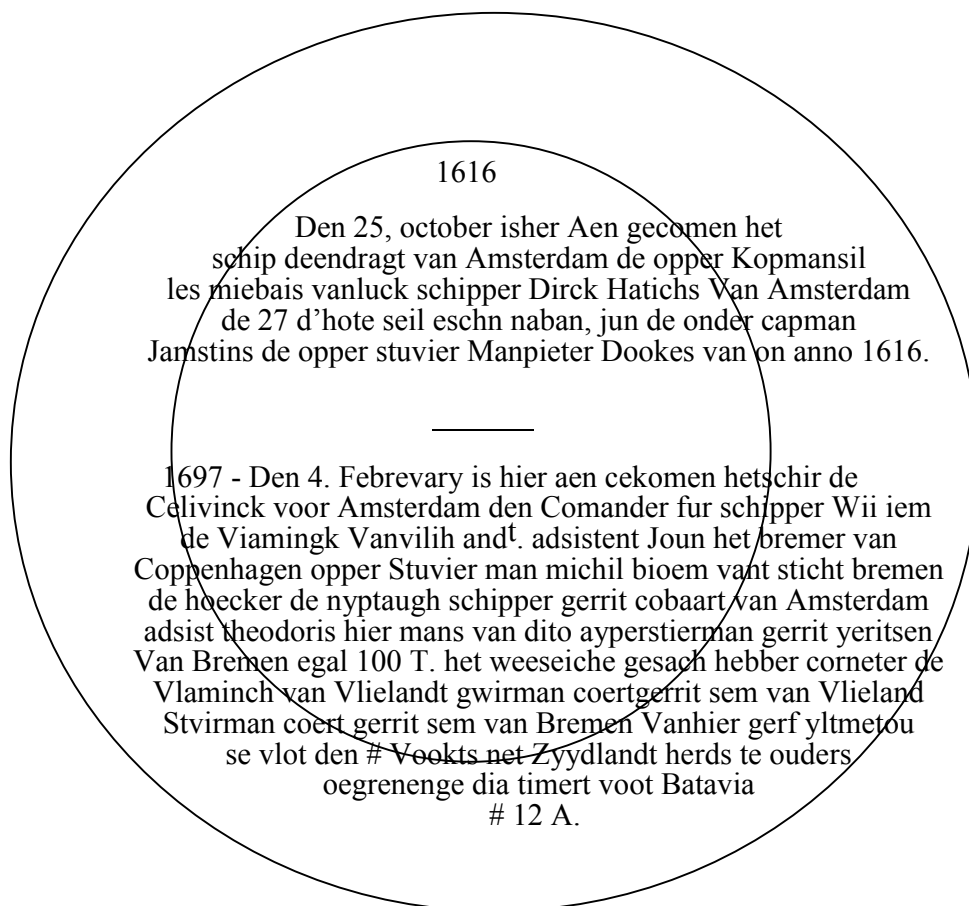 1616
Den 25, october isher Aen gecomen het
schip deendragt van Amsterdam de opper Kopmansil
les miebais vanluck schipper Dirck Hatichs Van Amsterdam
de 27 d'hote seil eschn naban, jun de onder capman
Jamstins de opper stuvier Manpieter Dookes van on anno 1616.
1697 - Den 4. Febrevary is hier aen cekomen hetschir de
Celivinck voor Amsterdam den Comander fur schipper Wii iem
de Viamingk Vanvilih and^t. adsistent Joun het bremer van
Coppenhagen opper Stuvier man michil bioem vant sticht bremen
de hoecker de nyptaugh schipper gerrit cobaart van Amsterdam
adsist theodoris hier mans van dito ayperstierman gerrit yeritsen
Van Bremen egal 100 T. het weeseiche gesach hebber corneter de
Vlaminch van Vlielandt gwirman coertgerrit sem van Vlieland
Stvirman coert gerrit sem van Bremen Vanhier gerf yltmetou
se vlot den # Vookts net Zyydlandt herds te ouders
oegrenenge dia timert voot Batavia
# 12 A.